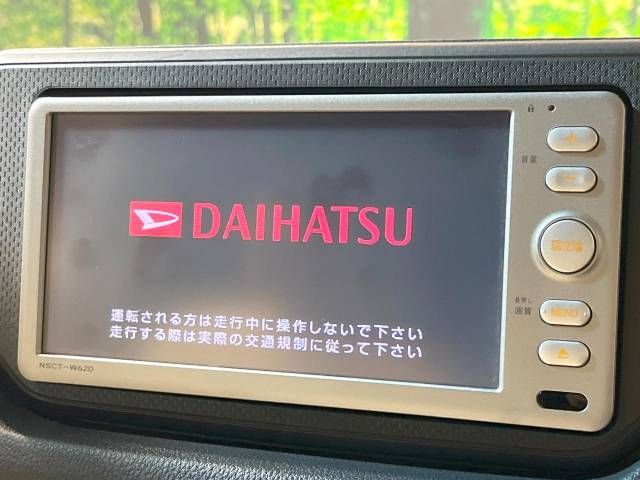 音量
+
−
DAIHATSU
現在地
長押し
画質
MENU
運転される方は走行中に操作しないで下さい
走行する際は実際の交通規制に従って下さい
NSCT-W62D